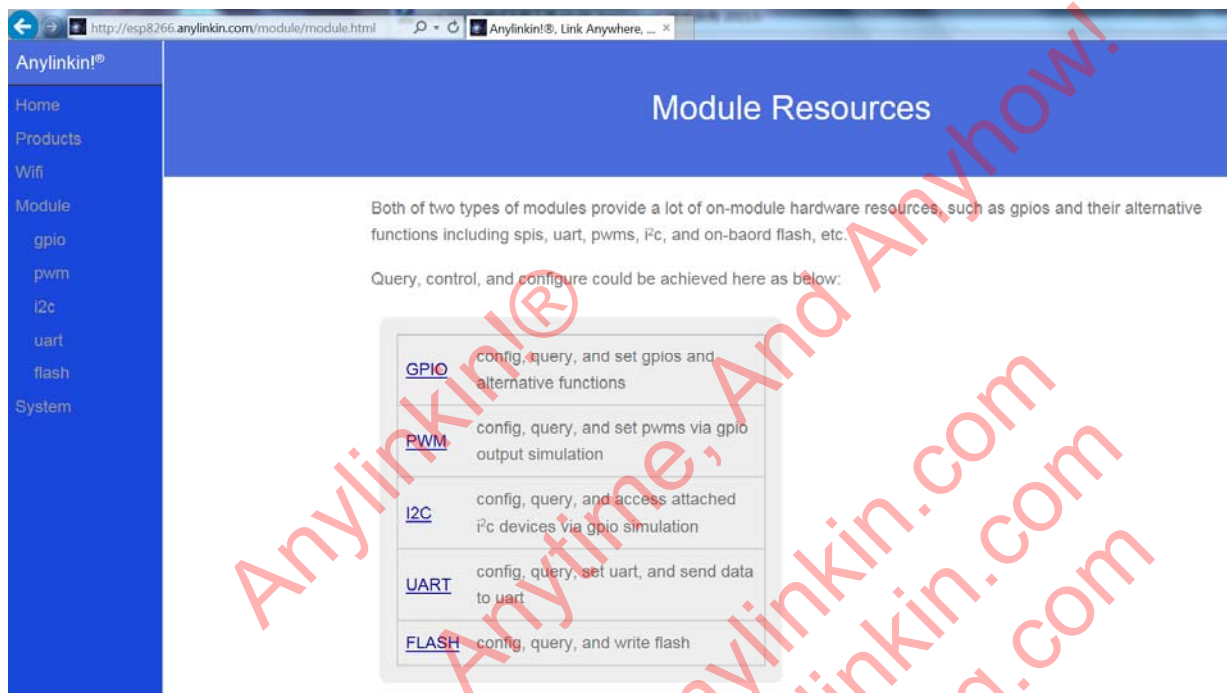 http://esp8266.anylinkin.com/module/module.html
Anylinkin!®, Link Anywhere, ... ×
Anylinkin!®
Home
Products
Wifi
Module
gpio
pwm
i2c
uart
flash
System
Module Resources
Both of two types of modules provide a lot of on-module hardware resources, such as gpios and their alternative
functions including spis, uart, pwms, i²c, and on-baord flash, etc.
Query, control, and configure could be achieved here as below:
GPIO config, query, and set gpios and
alternative functions
PWM config, query, and set pwms via gpio
output simulation
I2C config, query, and access attached
i²c devices via gpio simulation
UART config, query, set uart, and send data
to uart
FLASH config, query, and write flash
Anylinkin!®
Anytime, And Anyhow!
anylinkin.com
inkin.com
g.com